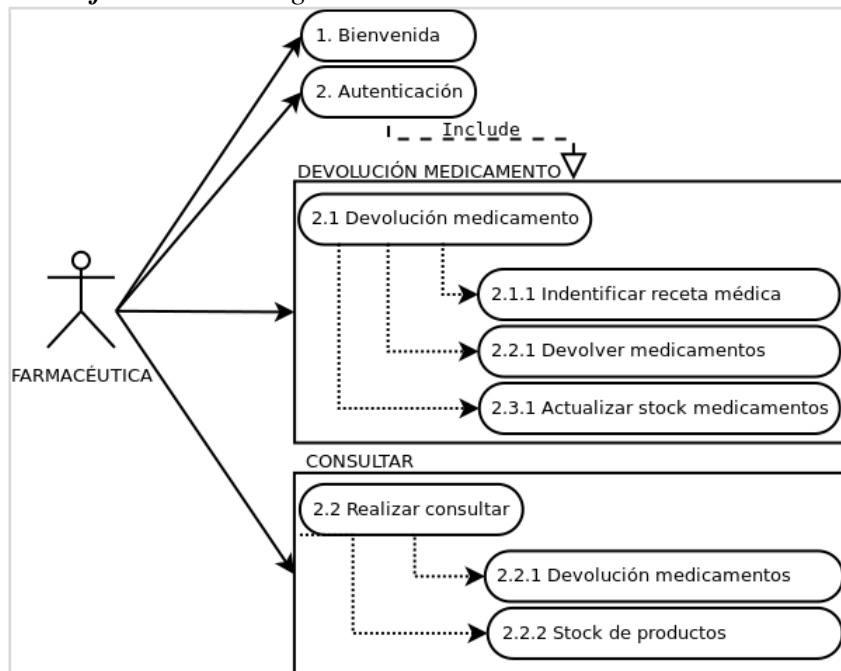 1. Bienvenida
2. Autenticación
Include
DEVOLUCIÓN MEDICAMENTO
2.1 Devolución medicamento
2.1.1 Indentificar receta médica
2.2.1 Devolver medicamentos
FARMACÉUTICA
2.3.1 Actualizar stock medicamentos
CONSULTAR
2.2 Realizar consultar
2.2.1 Devolución medicamentos
2.2.2 Stock de productos